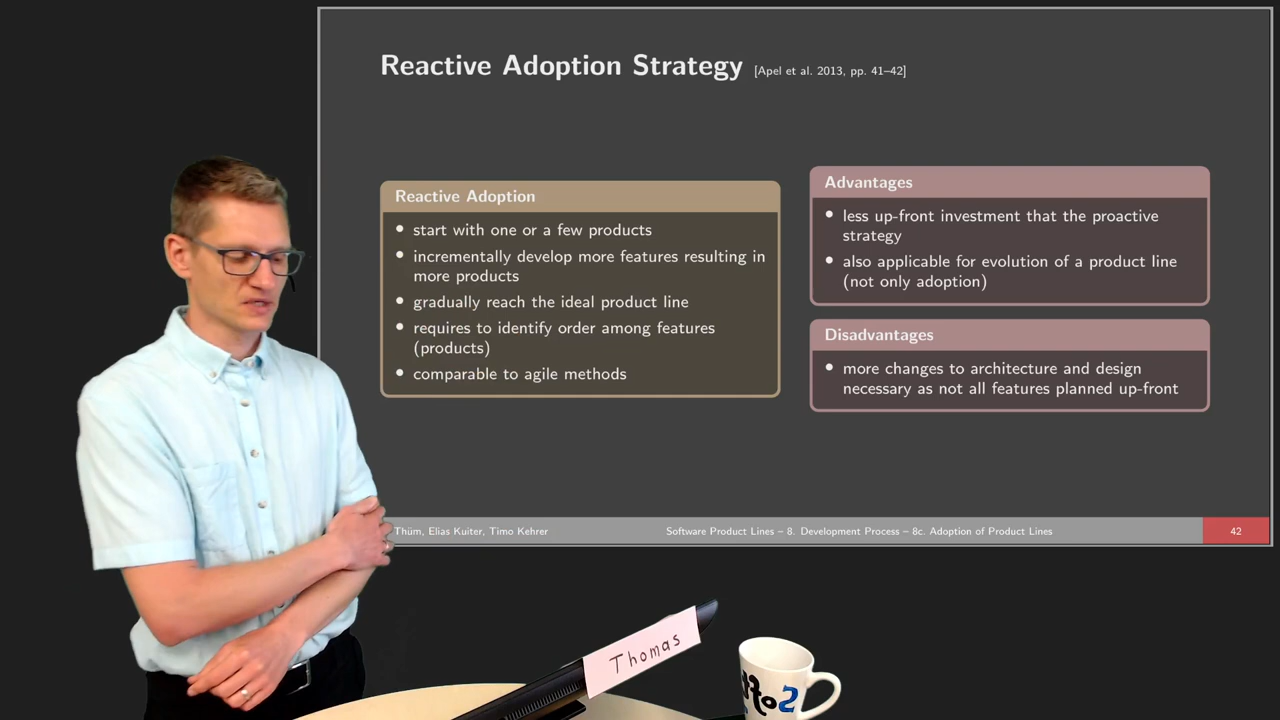 Reactive Adoption Strategy [Apel et al. 2013, pp. 41–42]
Reactive Adoption
• start with one or a few products
• incrementally develop more features resulting in
more products
• gradually reach the ideal product line
• requires to identify order among features
(products)
• comparable to agile methods
Advantages
• less up-front investment that the proactive
strategy
• also applicable for evolution of a product line
(not only adoption)
Disadvantages
• more changes to architecture and design
necessary as not all features planned up-front
Thüm, Elias Kuiter, Timo Kehrer
Software Product Lines – 8. Development Process – 8c. Adoption of Product Lines
42
Thomas